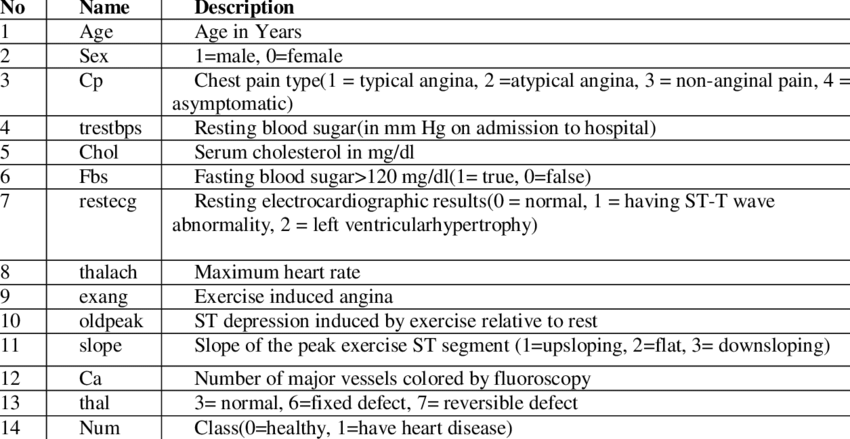 No Name Description
1 Age Age in Years
2 Sex 1=male, 0=female
3 Cp Chest pain type(1 = typical angina, 2 =atypical angina, 3 = non-anginal pain, 4 =
asymptomatic)
4 trestbps Resting blood sugar(in mm Hg on admission to hospital)
5 Chol Serum cholesterol in mg/dl
6 Fbs Fasting blood sugar>120 mg/dl(1= true, 0=false)
7 restecg Resting electrocardiographic results(0 = normal, 1 = having ST-T wave
abnormality, 2 = left ventricularhypertrophy)
8 thalach Maximum heart rate
9 exang Exercise induced angina
10 oldpeak ST depression induced by exercise relative to rest
11 slope Slope of the peak exercise ST segment (1=upsloping, 2=flat, 3= downsloping)
12 Ca Number of major vessels colored by fluoroscopy
13 thal 3= normal, 6=fixed defect, 7= reversible defect
14 Num Class(0=healthy, 1=have heart disease)